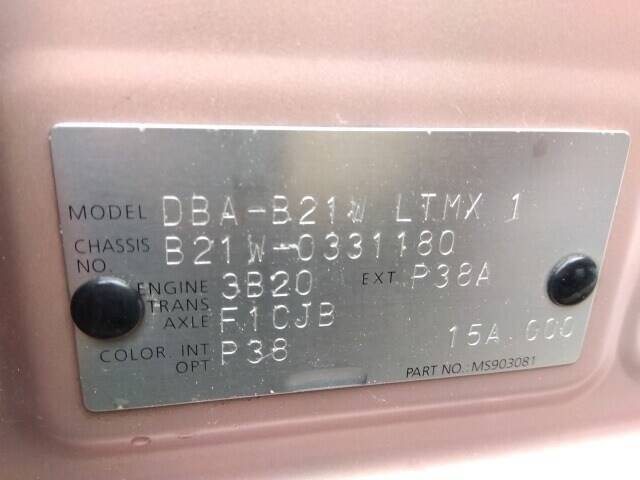 MODEL DBA-B21W LTMX 1
CHASSIS NO. B21W-0331180
ENGINE 3B20 EXT P38A
TRANS AXLE F1CJB
COLOR, INT OPT P38 15A 000
PART NO.: MS903081